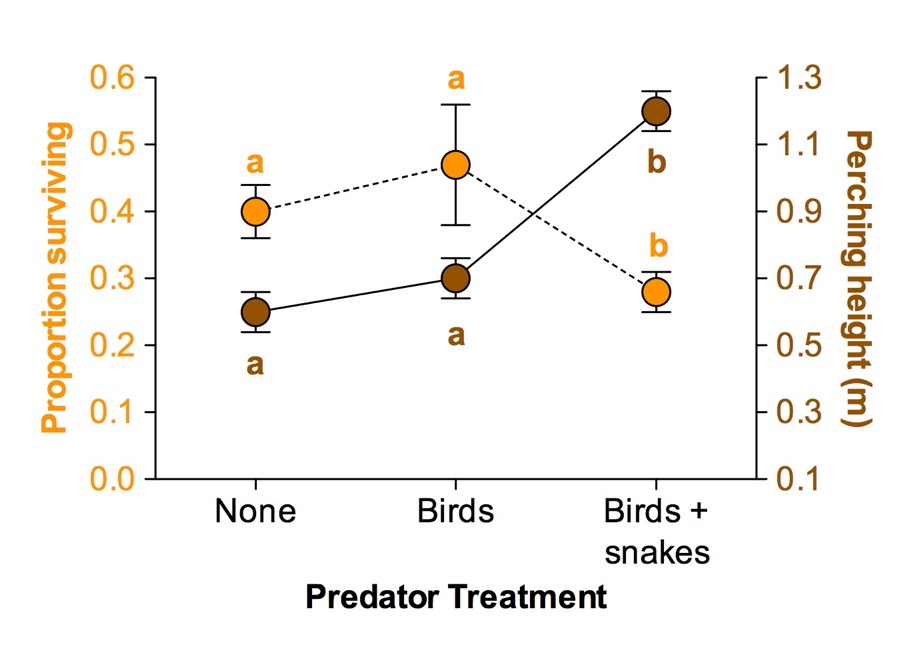 Proportion surviving
0.6
0.5
0.4
0.3
0.2
0.1
0.0
a
a
b
a
a
b
1.3
1.1
0.9
0.7
0.5
0.3
0.1
Perching height (m)
None
Birds
Birds +
snakes
Predator Treatment